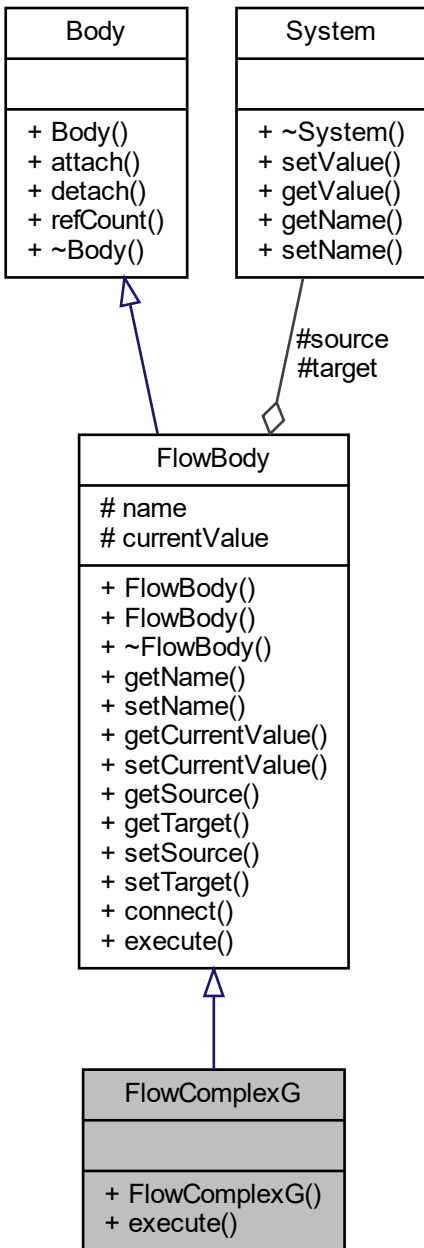 Body
+ Body()
+ attach()
+ detach()
+ refCount()
+ ~Body()
System
+ ~System()
+ setValue()
+ getValue()
+ getName()
+ setName()
#source
#target
FlowBody
# name
# currentValue
+ FlowBody()
+ FlowBody()
+ ~FlowBody()
+ getName()
+ setName()
+ getCurrentValue()
+ setCurrentValue()
+ getSource()
+ getTarget()
+ setSource()
+ setTarget()
+ connect()
+ execute()
FlowComplexG
+ FlowComplexG()
+ execute()